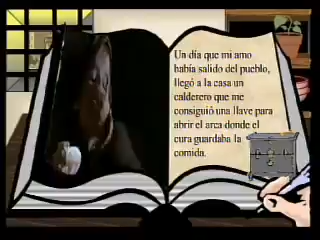 Un día que mi amo
había salido del pueblo,
llegó a la casa un
calderero que me
consiguió una llave para
abrir el arca donde el
cura guardaba la
comida.